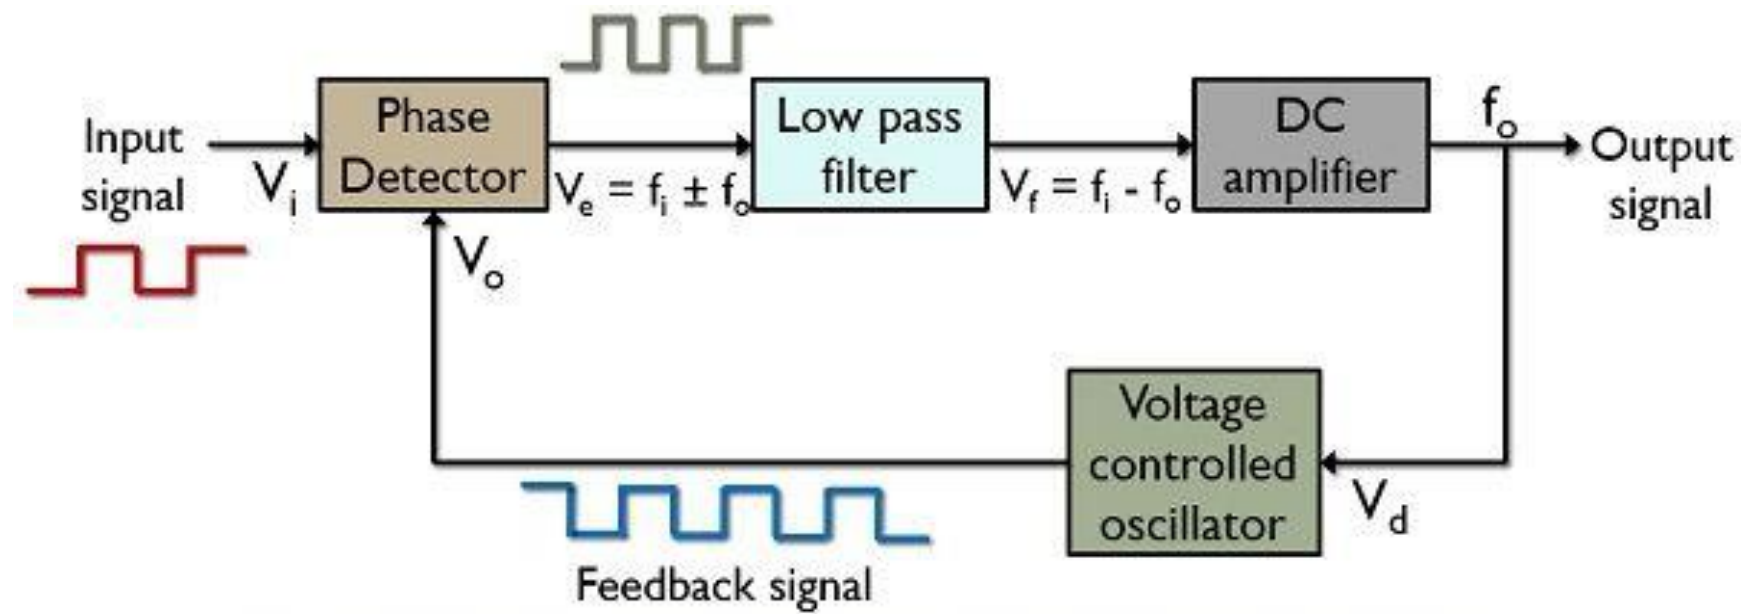 Input
signal
Vi
Phase
Detector
Ve = fi ± fo
Low pass
filter
Vf = fi - fo
DC
amplifier
fo
Output
signal
Vo
Voltage
controlled
oscillator
Vd
Feedback signal